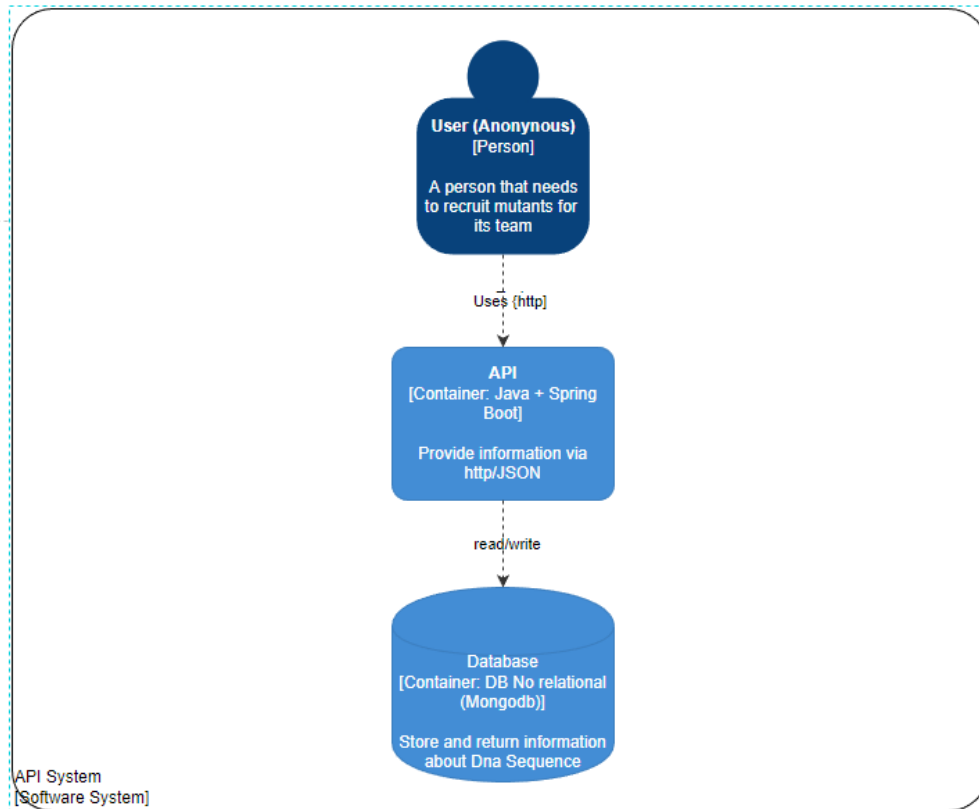 User (Anonynous)
[Person]
A person that needs
to recruit mutants for
its team
Uses {http]
API
[Container: Java + Spring
Boot]
Provide information via
http/JSON
read/write
Database
[Container: DB No relational
(Mongodb)]
Store and return information
about Dna Sequence
API System
[Software System]